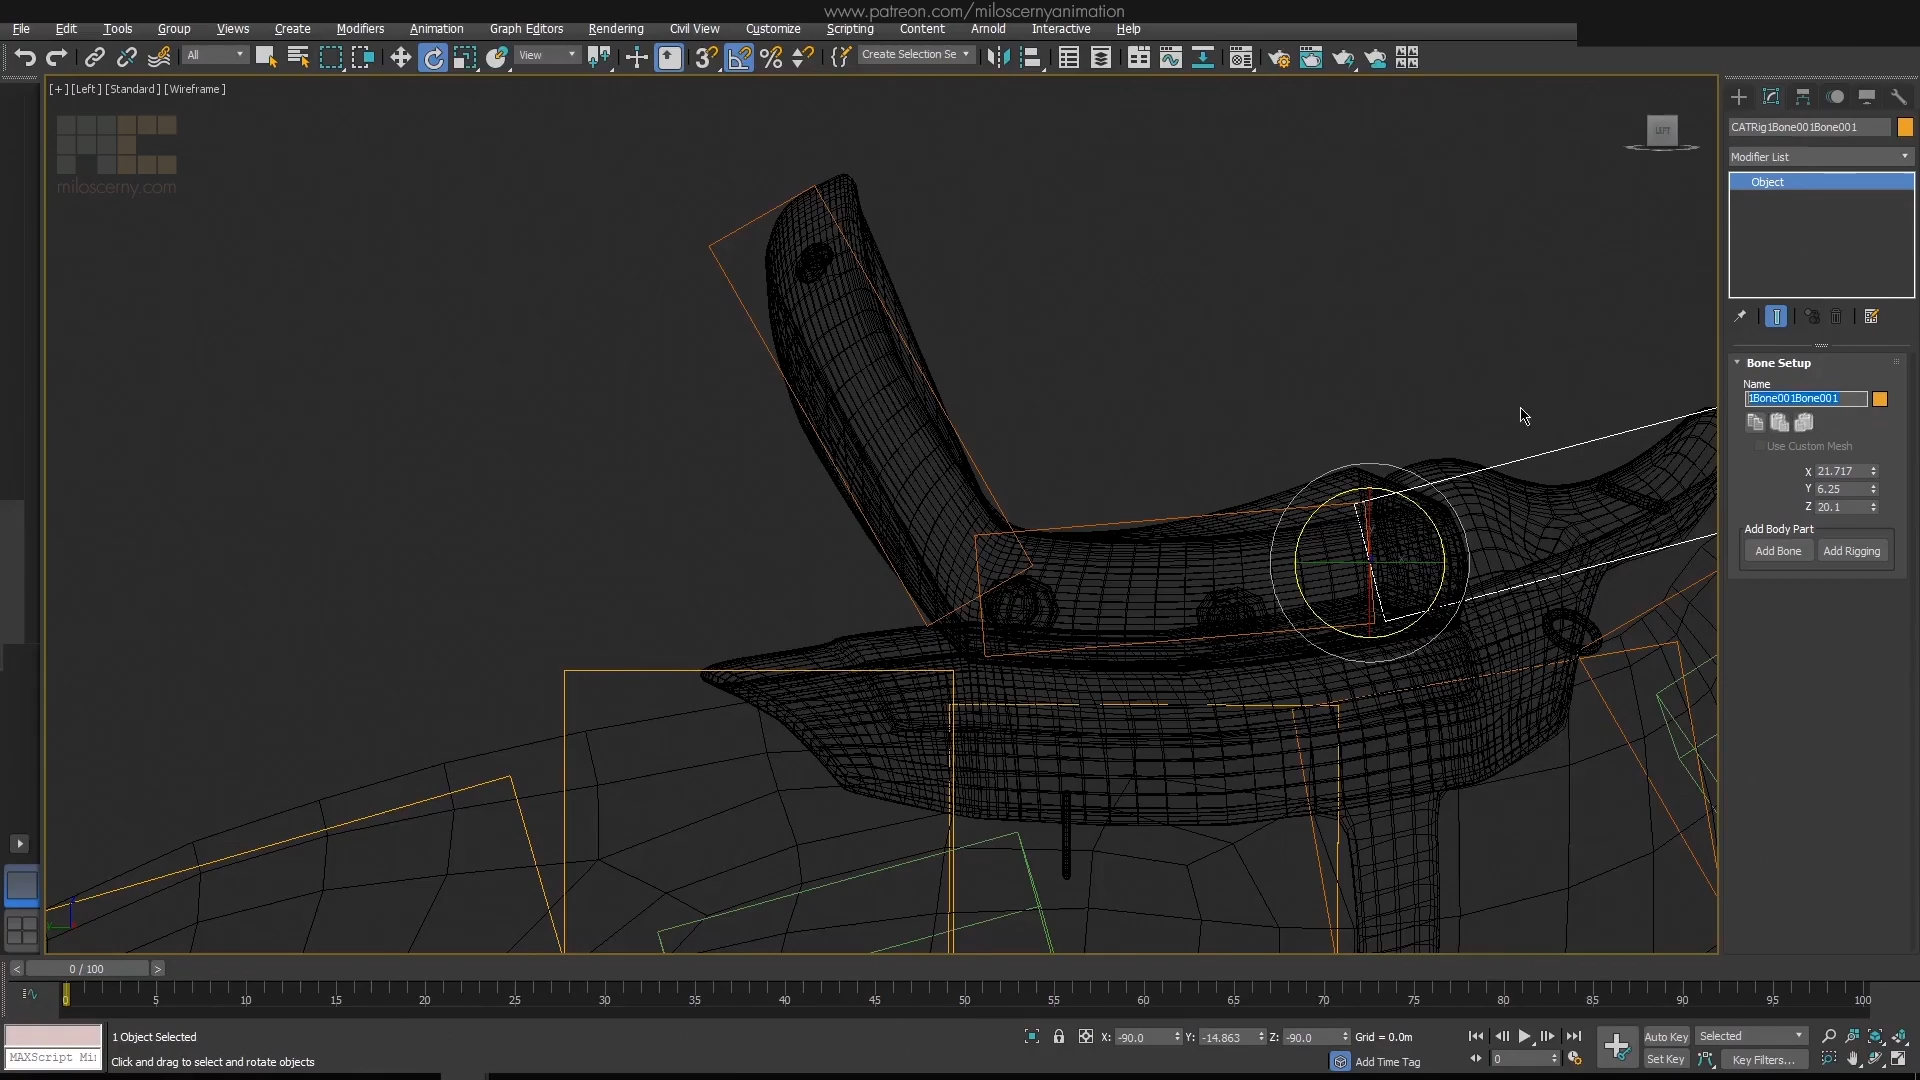 www.patreon.com/miloscernyanimation
File Edit Tools Group Views Create Modifiers Animation Graph Editors Rendering Civil View Customize Scripting Content Arnold Interactive Help
All View Create Selection Se
[+] [Left] [Standard] [Wireframe]
LEFT
miloscerny.com
CATRig1Bone001Bone001
Modifier List
Object
Bone Setup
Name
1Bone001Bone001
Use Custom Mesh
X 21.717
Y 6.25
Z 20.1
Add Body Part
Add Bone Add Rigging
0 / 100
0 5 10 15 20 25 30 35 40 45 50 55 60 65 70 75 80 85 90 95 100
1 Object Selected
X: -90.0 Y: -14.863 Z: -90.0 Grid = 0.0m
Auto Key Selected
MAXScript Mi
Click and drag to select and rotate objects
Add Time Tag
0
Set Key Key Filters...